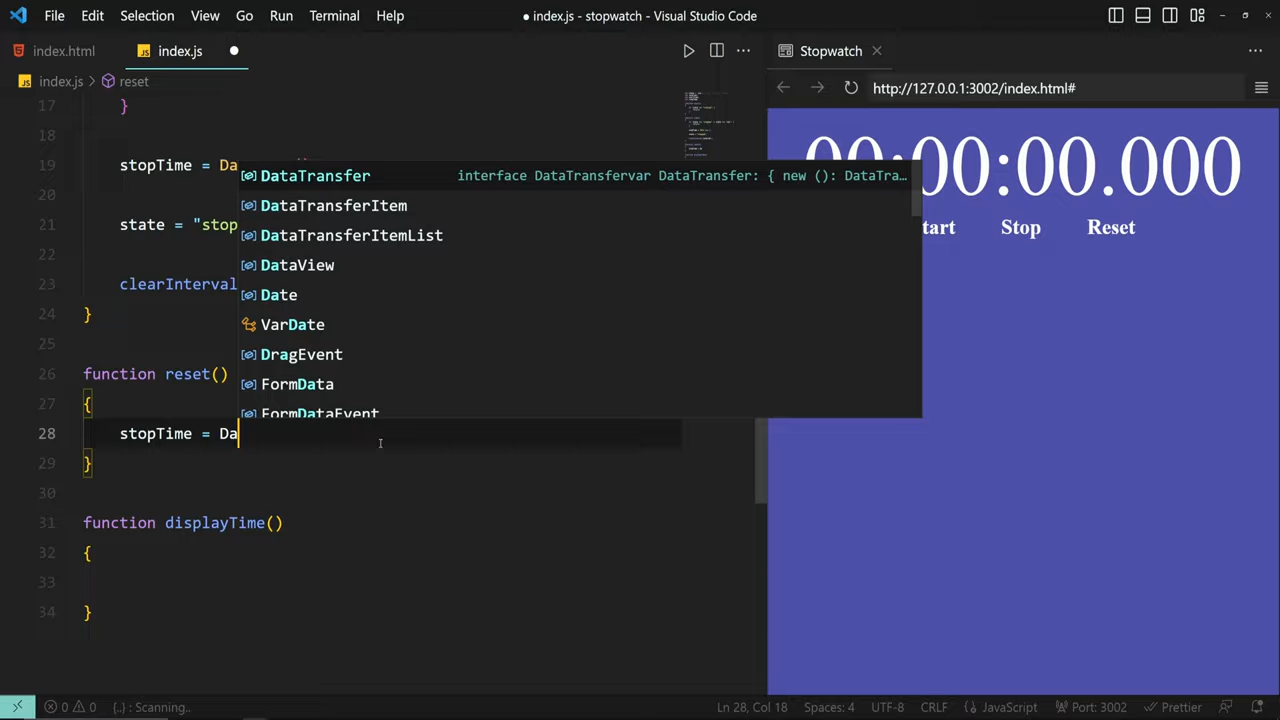 File Edit Selection View Go Run Terminal Help ● index.js - stopwatch - Visual Studio Code
index.html JS index.js ●
JS index.js > reset
17 }
18
19 stopTime = Da
20
21 state = "stop
22
23 clearInterval
24 }
25
26 function reset()
27 {
28 stopTime = Da
29 }
30
31 function displayTime()
32 {
33
34 }
DataTransfer interface DataTransfervar DataTransfer: { new (): DataTra…
DataTransferItem
DataTransferItemList
DataView
Date
VarDate
DragEvent
FormData
FormDataEvent
Stopwatch
http://127.0.0.1:3002/index.html#
00:00:00.000
tart Stop Reset
0 0 {..} : Scanning.. Ln 28, Col 18 Spaces: 4 UTF-8 CRLF {} JavaScript Port: 3002 Prettier